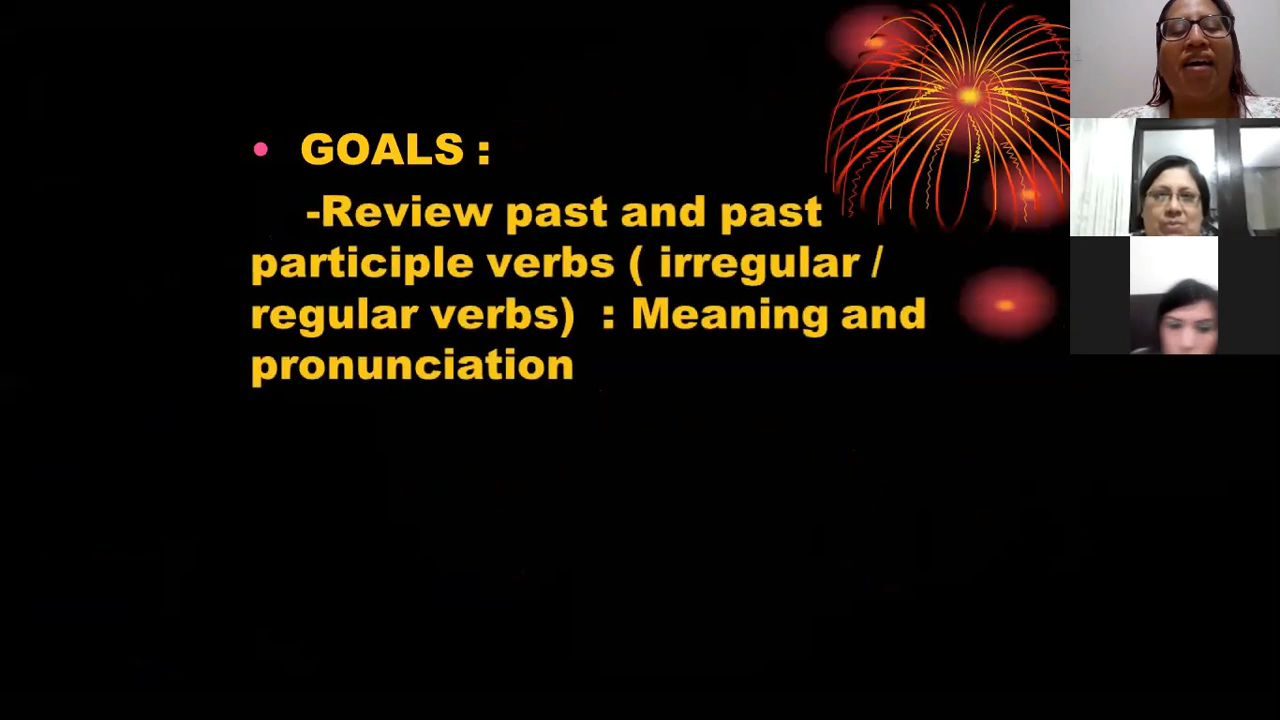 • GOALS :
-Review past and past
participle verbs ( irregular /
regular verbs)  : Meaning and
pronunciation